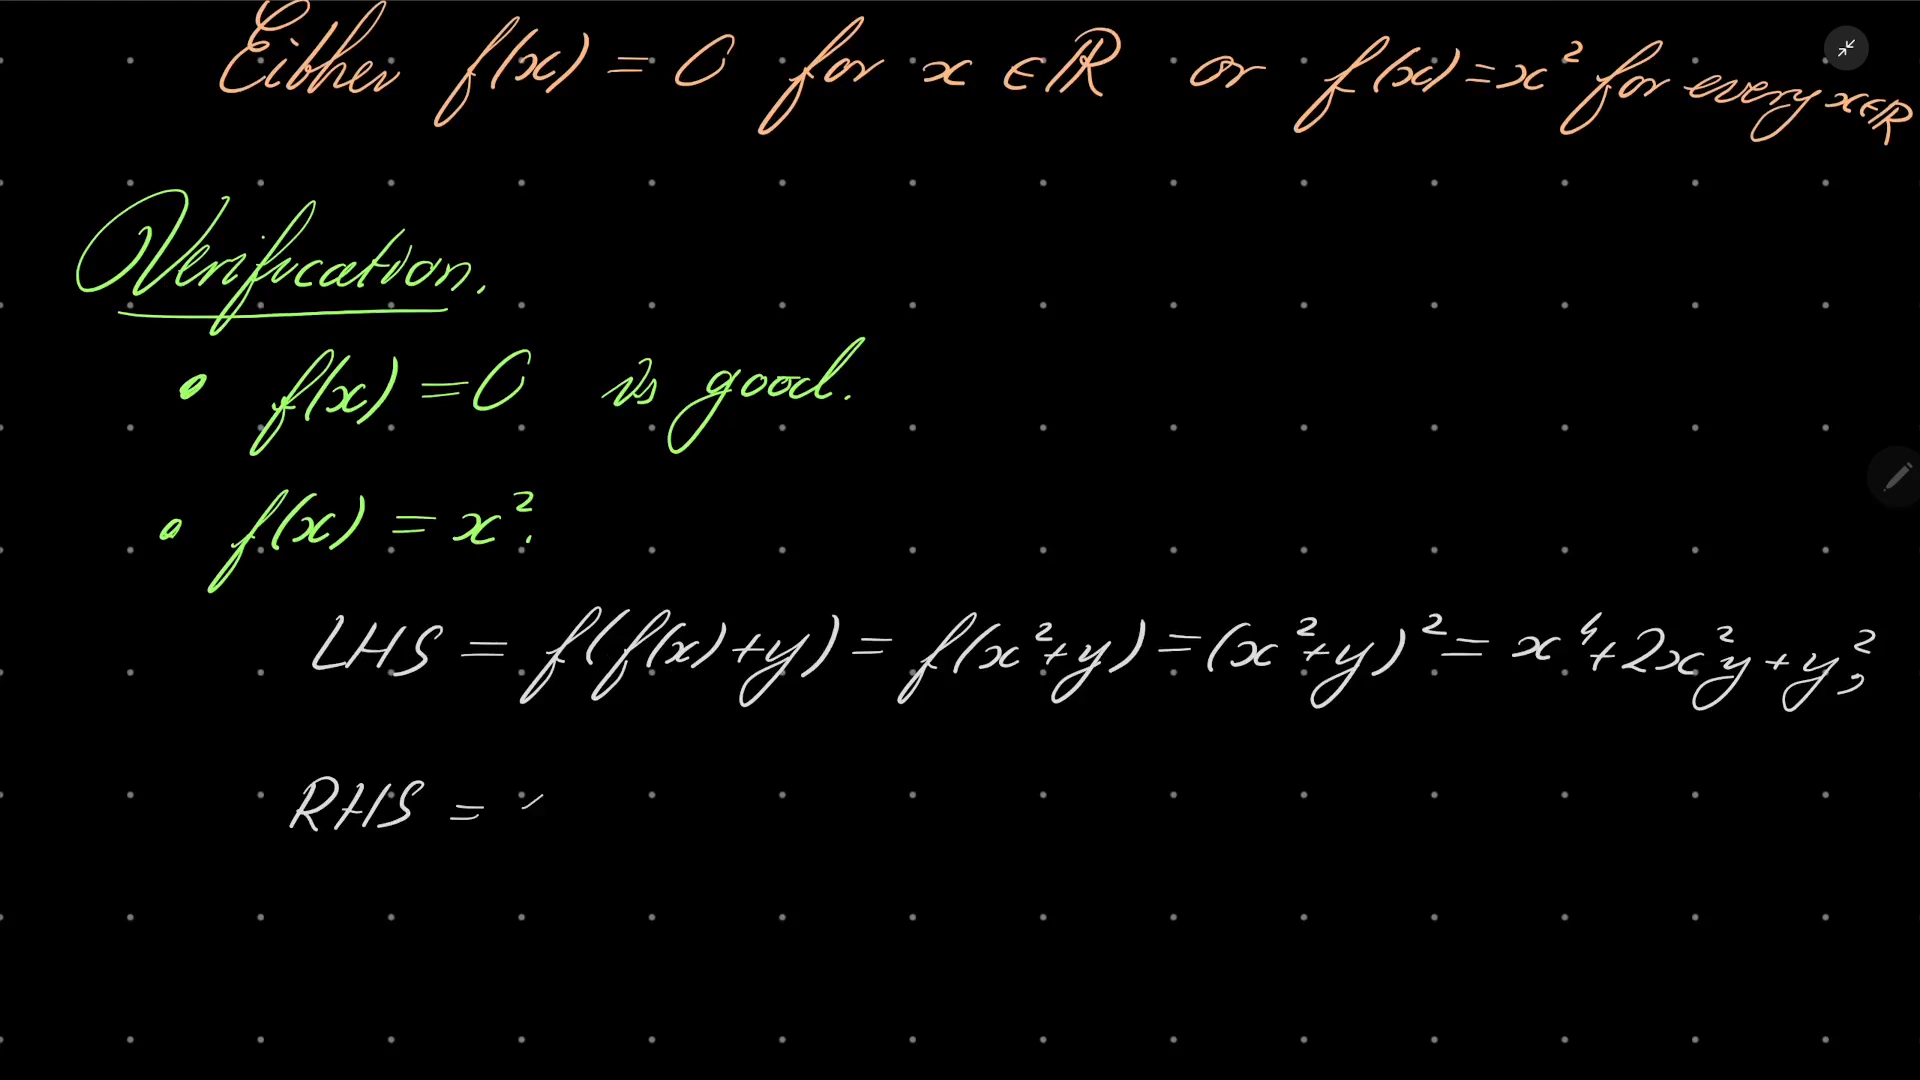 Either f(x) = 0 for x ∈ ℝ or f(x) = x² for every x∈ℝ
Verification.
• f(x) = 0 is good.
• f(x) = x².
LHS = f(f(x)+y) = f(x²+y) = (x²+y)² = x⁴+2x²y+y²,
RHS =